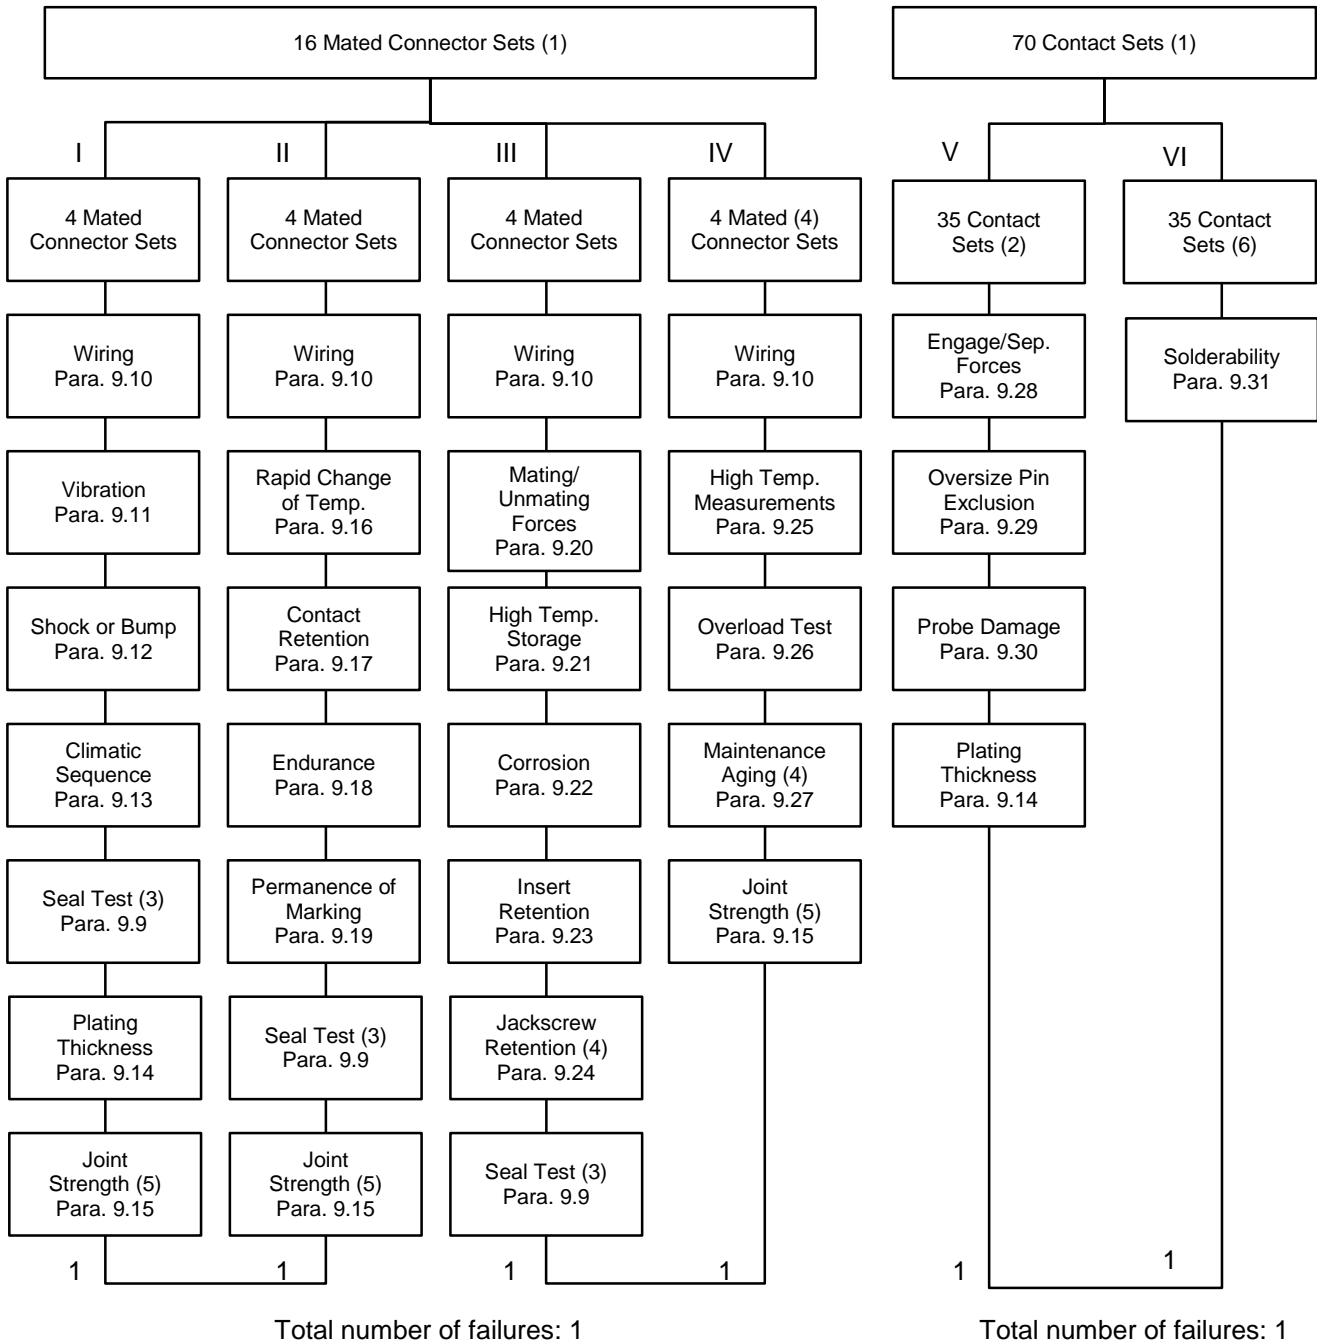 16 Mated Connector Sets (1)
70 Contact Sets (1)
I
II
III
IV
V
VI
4 Mated
Connector Sets
4 Mated
Connector Sets
4 Mated
Connector Sets
4 Mated (4)
Connector Sets
35 Contact
Sets (2)
35 Contact
Sets (6)
Wiring
Para. 9.10
Wiring
Para. 9.10
Wiring
Para. 9.10
Wiring
Para. 9.10
Engage/Sep.
Forces
Para. 9.28
Solderability
Para. 9.31
Vibration
Para. 9.11
Rapid Change
of Temp.
Para. 9.16
Mating/
Unmating
Forces
Para. 9.20
High Temp.
Measurements
Para. 9.25
Oversize Pin
Exclusion
Para. 9.29
Shock or Bump
Para. 9.12
Contact
Retention
Para. 9.17
High Temp.
Storage
Para. 9.21
Overload Test
Para. 9.26
Probe Damage
Para. 9.30
Climatic
Sequence
Para. 9.13
Endurance
Para. 9.18
Corrosion
Para. 9.22
Maintenance
Aging (4)
Para. 9.27
Plating
Thickness
Para. 9.14
Seal Test (3)
Para. 9.9
Permanence of
Marking
Para. 9.19
Insert
Retention
Para. 9.23
Joint
Strength (5)
Para. 9.15
Plating
Thickness
Para. 9.14
Seal Test (3)
Para. 9.9
Jackscrew
Retention (4)
Para. 9.24
Joint
Strength (5)
Para. 9.15
Joint
Strength (5)
Para. 9.15
Seal Test (3)
Para. 9.9
1
1
1
1
1
1
Total number of failures: 1
Total number of failures: 1